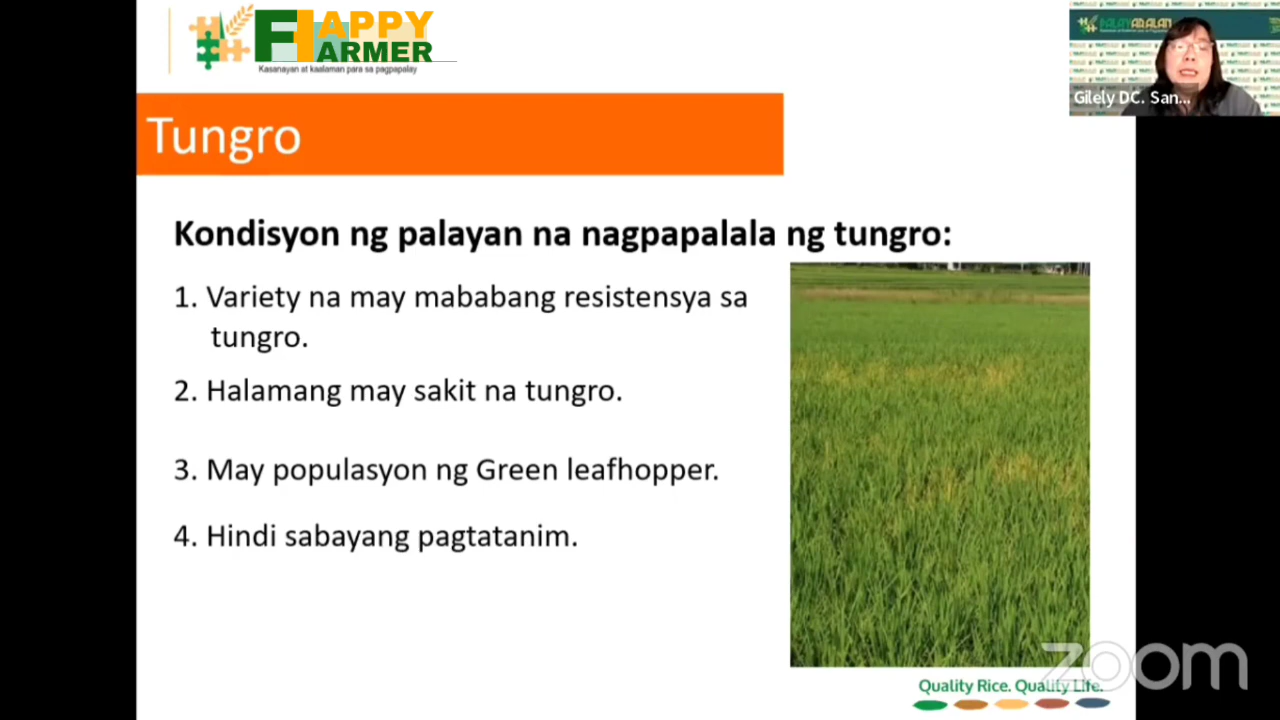 HAPPY
FARMER
Kasanayan at kaalaman para sa pagpapalay
PALAYARALAN
Gilely DC. San...
Tungro
Kondisyon ng palayan na nagpapalala ng tungro:
1. Variety na may mababang resistensya sa
tungro.
2. Halamang may sakit na tungro.
3. May populasyon ng Green leafhopper.
4. Hindi sabayang pagtatanim.
zoom
Quality Rice. Quality Life.